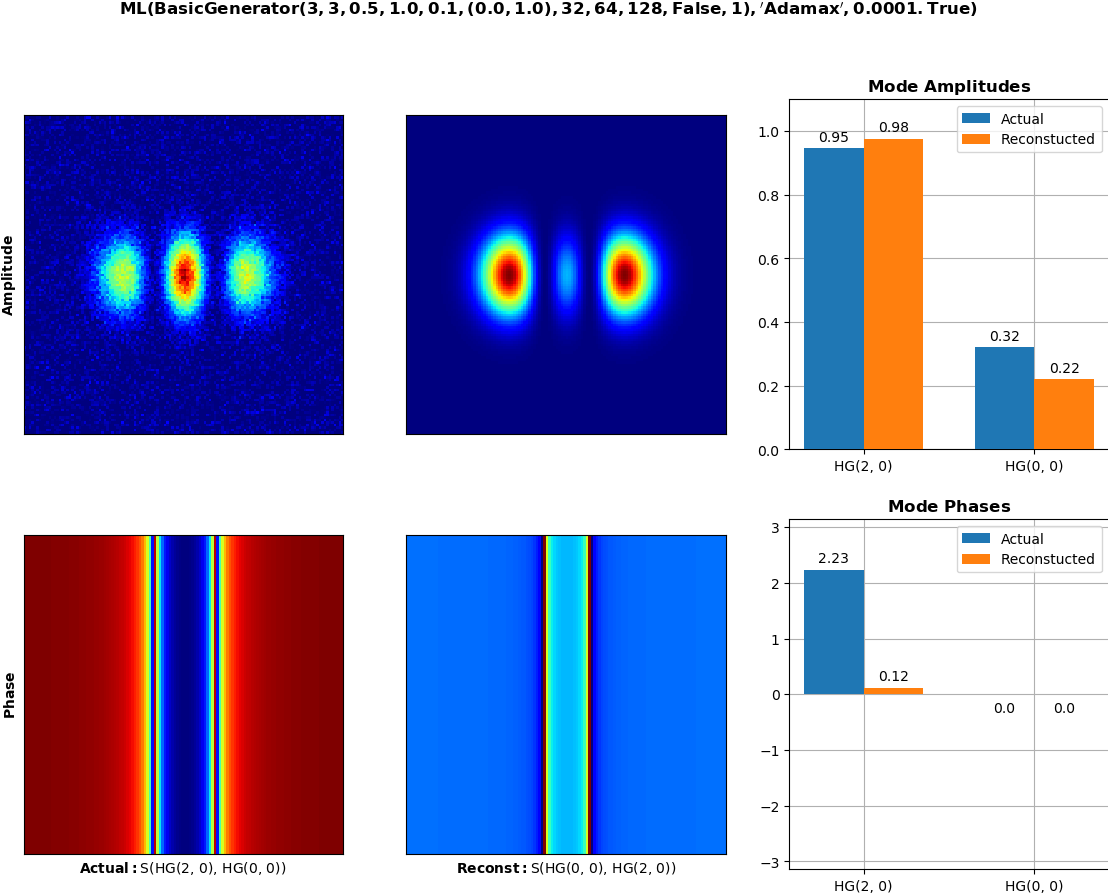 ML(BasicGenerator(3, 3, 0.5, 1.0, 0.1, (0.0, 1.0), 32, 64, 128, False, 1), ′Adamax′, 0.0001. True)
Amplitude
Mode Amplitudes
Actual
Reconstucted
1.0
0.8
0.6
0.4
0.2
0.0
0.95
0.98
0.32
0.22
HG(2, 0)
HG(0, 0)
Phase
Actual: S(HG(2, 0), HG(0, 0))
Reconst: S(HG(0, 0), HG(2, 0))
Mode Phases
Actual
Reconstucted
3
2
1
0
−1
−2
−3
2.23
0.12
0.0
0.0
HG(2, 0)
HG(0, 0)